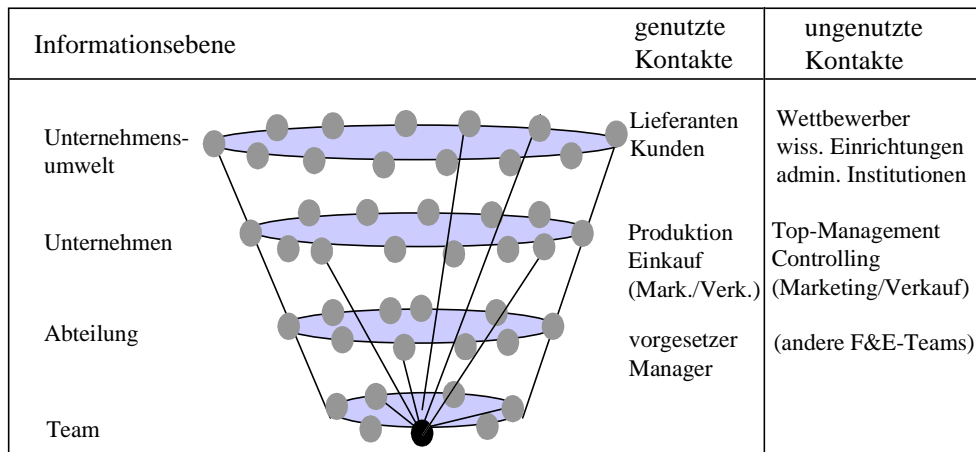 Informationsebene
genutzte
Kontakte
ungenutzte
Kontakte
Unternehmens-
umwelt
Lieferanten
Kunden
Wettbewerber
wiss. Einrichtungen
admin. Institutionen
Unternehmen
Produktion
Einkauf
(Mark./Verk.)
Top-Management
Controlling
(Marketing/Verkauf)
Abteilung
vorgesetzer
Manager
(andere F&E-Teams)
Team